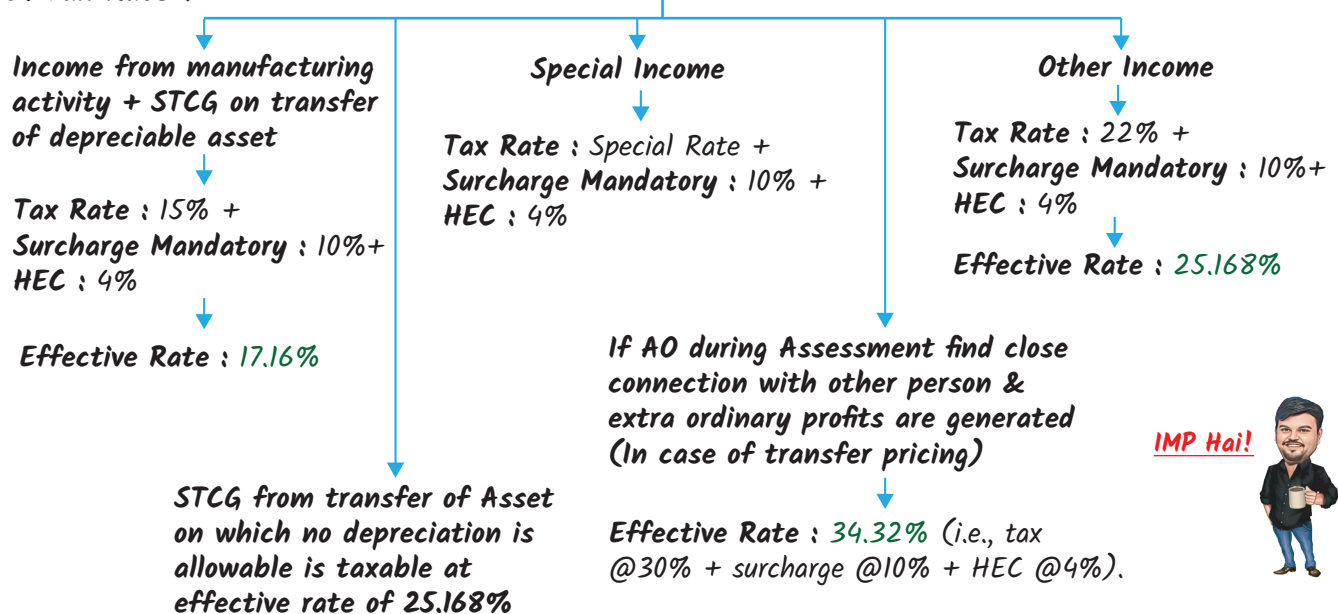 Income from manufacturing
activity + STCG on transfer
of depreciable asset
Tax Rate : 15% +
Surcharge Mandatory : 10%+
HEC : 4%
Effective Rate : 17.16%
STCG from transfer of Asset
on which no depreciation is
allowable is taxable at
effective rate of 25.168%
Special Income
Tax Rate : Special Rate +
Surcharge Mandatory : 10% +
HEC : 4%
If AO during Assessment find close
connection with other person &
extra ordinary profits are generated
(In case of transfer pricing)
Effective Rate : 34.32% (i.e., tax
@30% + surcharge @10% + HEC @4%).
Other Income
Tax Rate : 22% +
Surcharge Mandatory : 10%+
HEC : 4%
Effective Rate : 25.168%
IMP Hai!